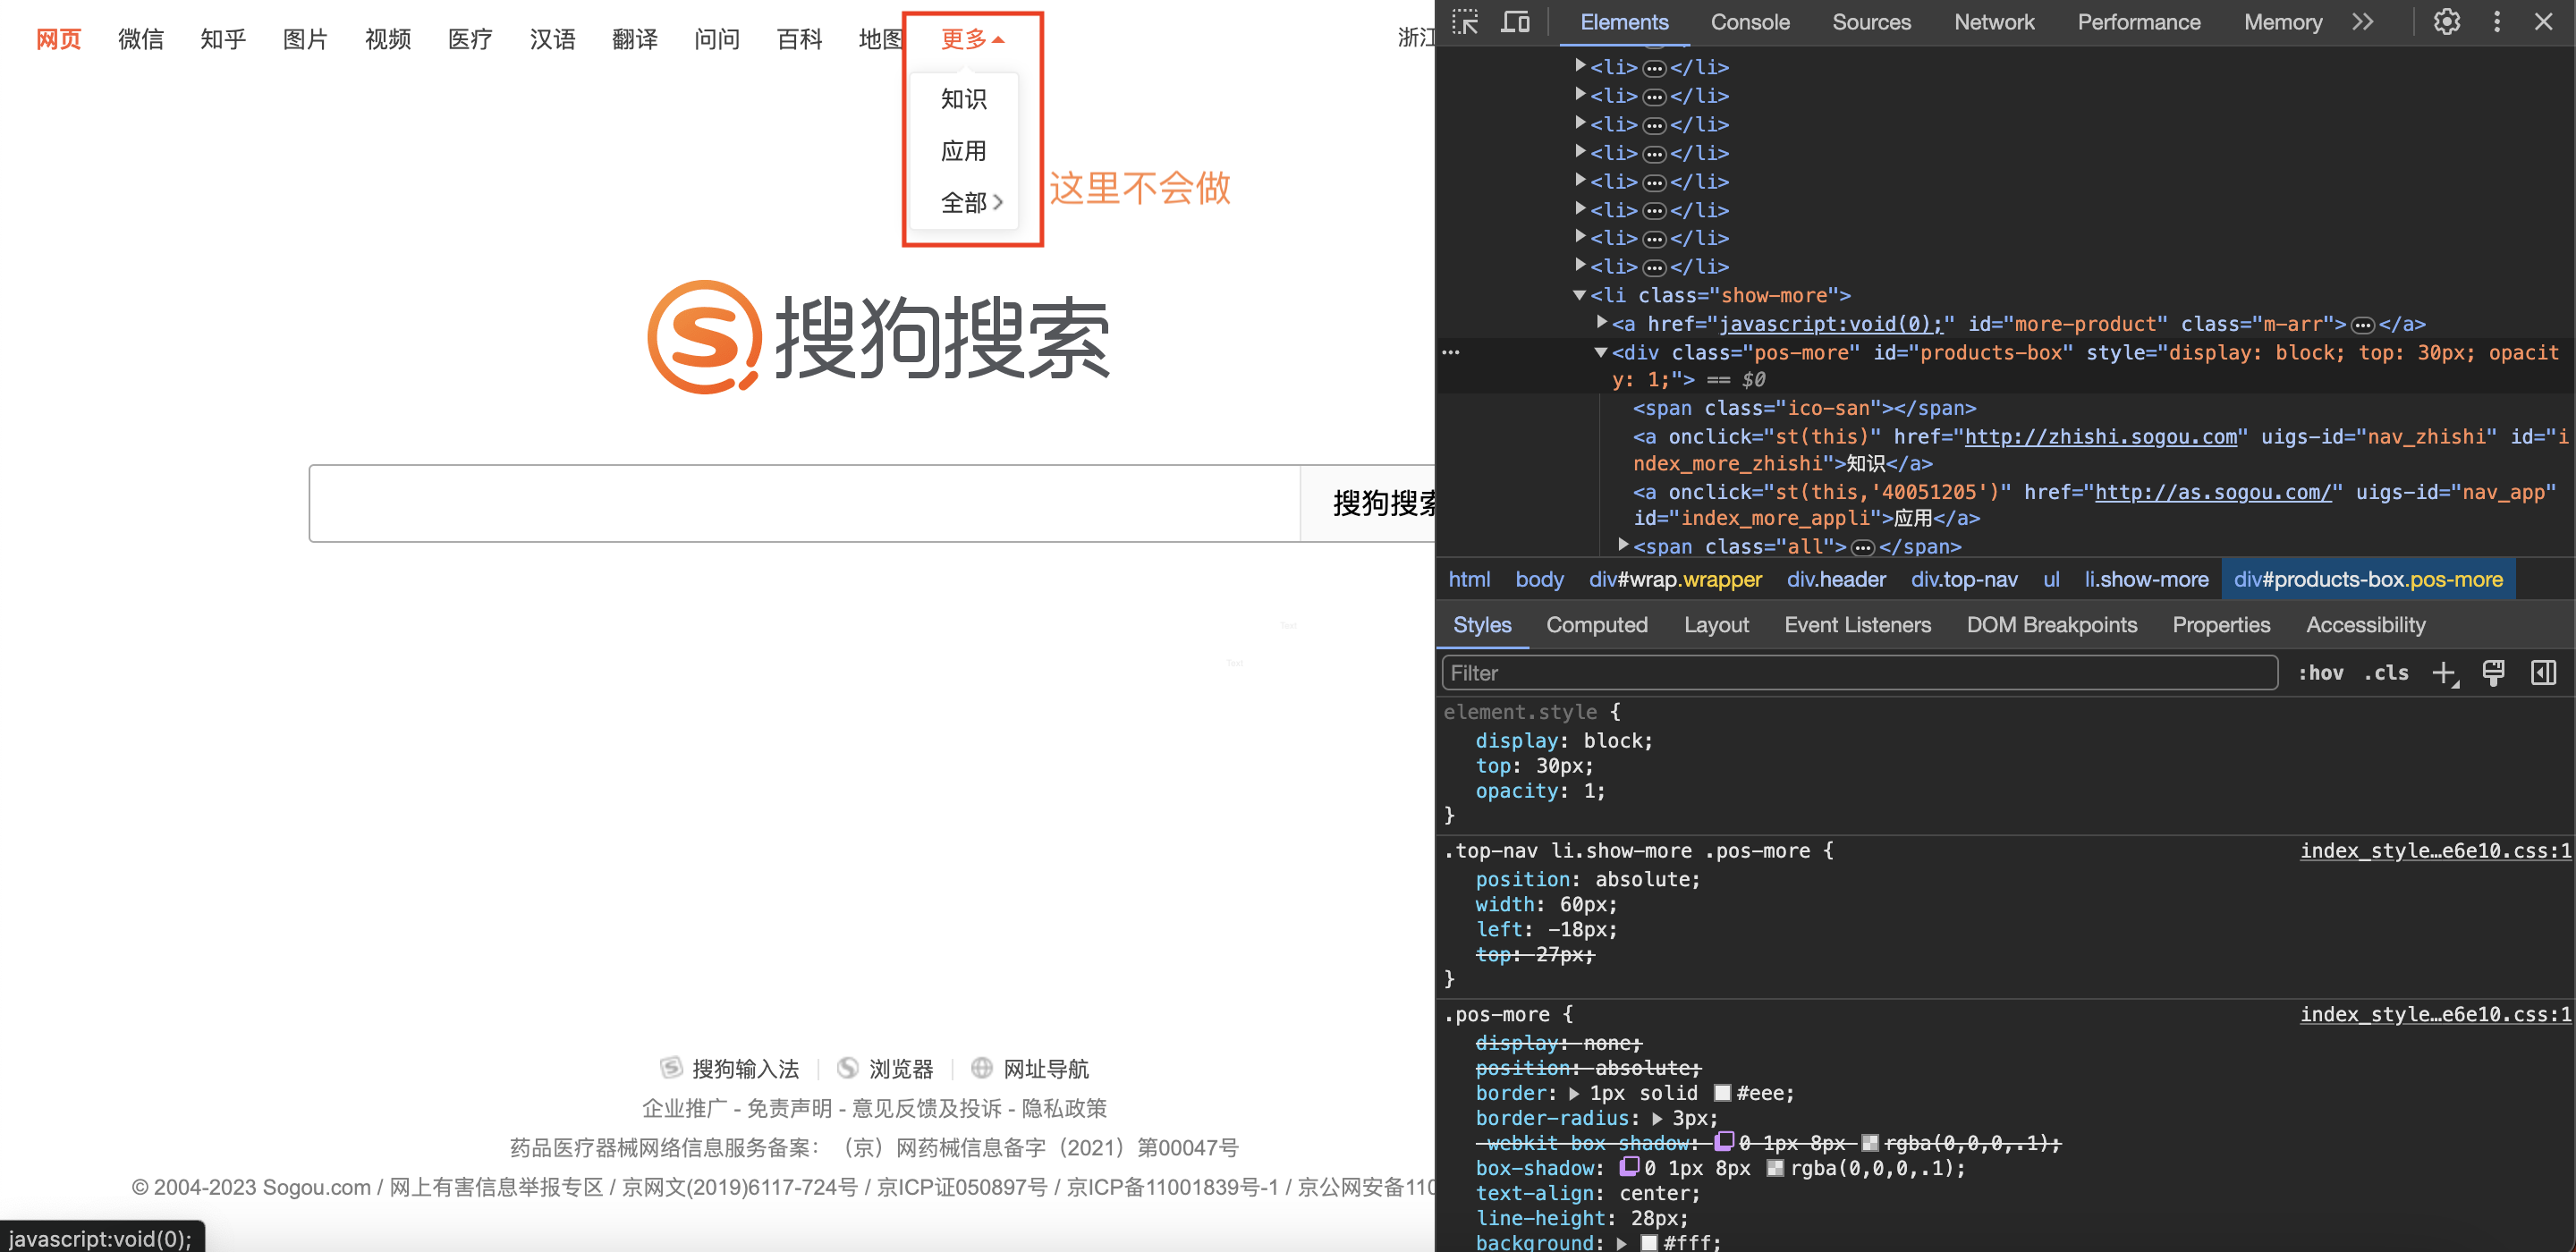 网页 微信 知乎 图片 视频 医疗 汉语 翻译 问问 百科 地图 更多 浙江
知识
应用
全部
这里不会做
搜狗搜索
搜狗搜索
Text
Text
搜狗输入法 浏览器 网址导航
企业推广 - 免责声明 - 意见反馈及投诉 - 隐私政策
药品医疗器械网络信息服务备案：（京）网药械信息备字（2021）第00047号
© 2004-2023 Sogou.com / 网上有害信息举报专区 / 京网文(2019)6117-724号 / 京ICP证050897号 / 京ICP备11001839号-1 / 京公网安备110
javascript:void(0);
Elements Console Sources Network Performance Memory
<li>…</li>
<li>…</li>
<li>…</li>
<li>…</li>
<li>…</li>
<li>…</li>
<li>…</li>
<li>…</li>
<li class="show-more">
<a href="javascript:void(0);" id="more-product" class="m-arr">…</a>
<div class="pos-more" id="products-box" style="display: block; top: 30px; opacit
y: 1;"> == $0
<span class="ico-san"></span>
<a onclick="st(this)" href="http://zhishi.sogou.com" uigs-id="nav_zhishi" id="i
ndex_more_zhishi">知识</a>
<a onclick="st(this,'40051205')" href="http://as.sogou.com/" uigs-id="nav_app"
id="index_more_appli">应用</a>
<span class="all">…</span>
html body div#wrap.wrapper div.header div.top-nav ul li.show-more div#products-box.pos-more
Styles Computed Layout Event Listeners DOM Breakpoints Properties Accessibility
Filter :hov .cls
element.style {
display: block;
top: 30px;
opacity: 1;
}
.top-nav li.show-more .pos-more { index_style…e6e10.css:1
position: absolute;
width: 60px;
left: -18px;
top: 27px;
}
.pos-more { index_style…e6e10.css:1
display: none;
position: absolute;
border: 1px solid #eee;
border-radius: 3px;
-webkit-box-shadow: 0 1px 8px rgba(0,0,0,.1);
box-shadow: 0 1px 8px rgba(0,0,0,.1);
text-align: center;
line-height: 28px;
background: #fff;